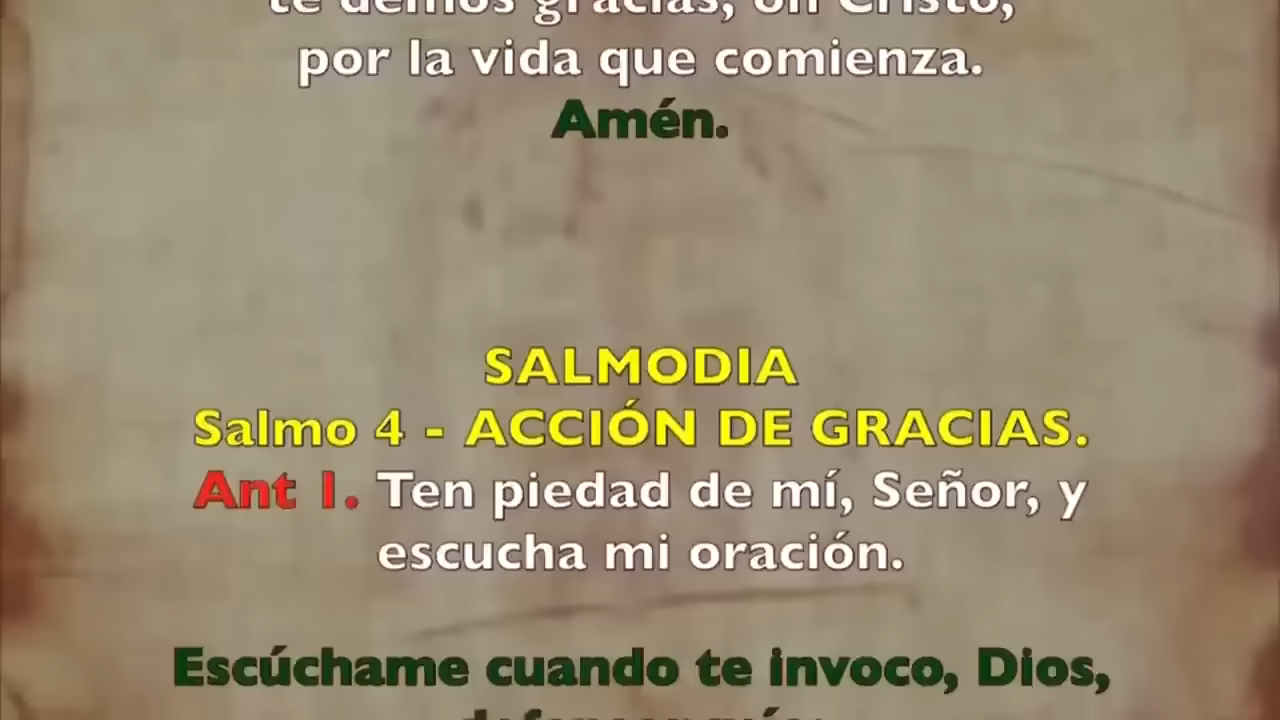 te demos gracias, oh Cristo,
por la vida que comienza.
Amén.
SALMODIA
Salmo 4 - ACCIÓN DE GRACIAS.
Ant 1. Ten piedad de mí, Señor, y
escucha mi oración.
Escúchame cuando te invoco, Dios,